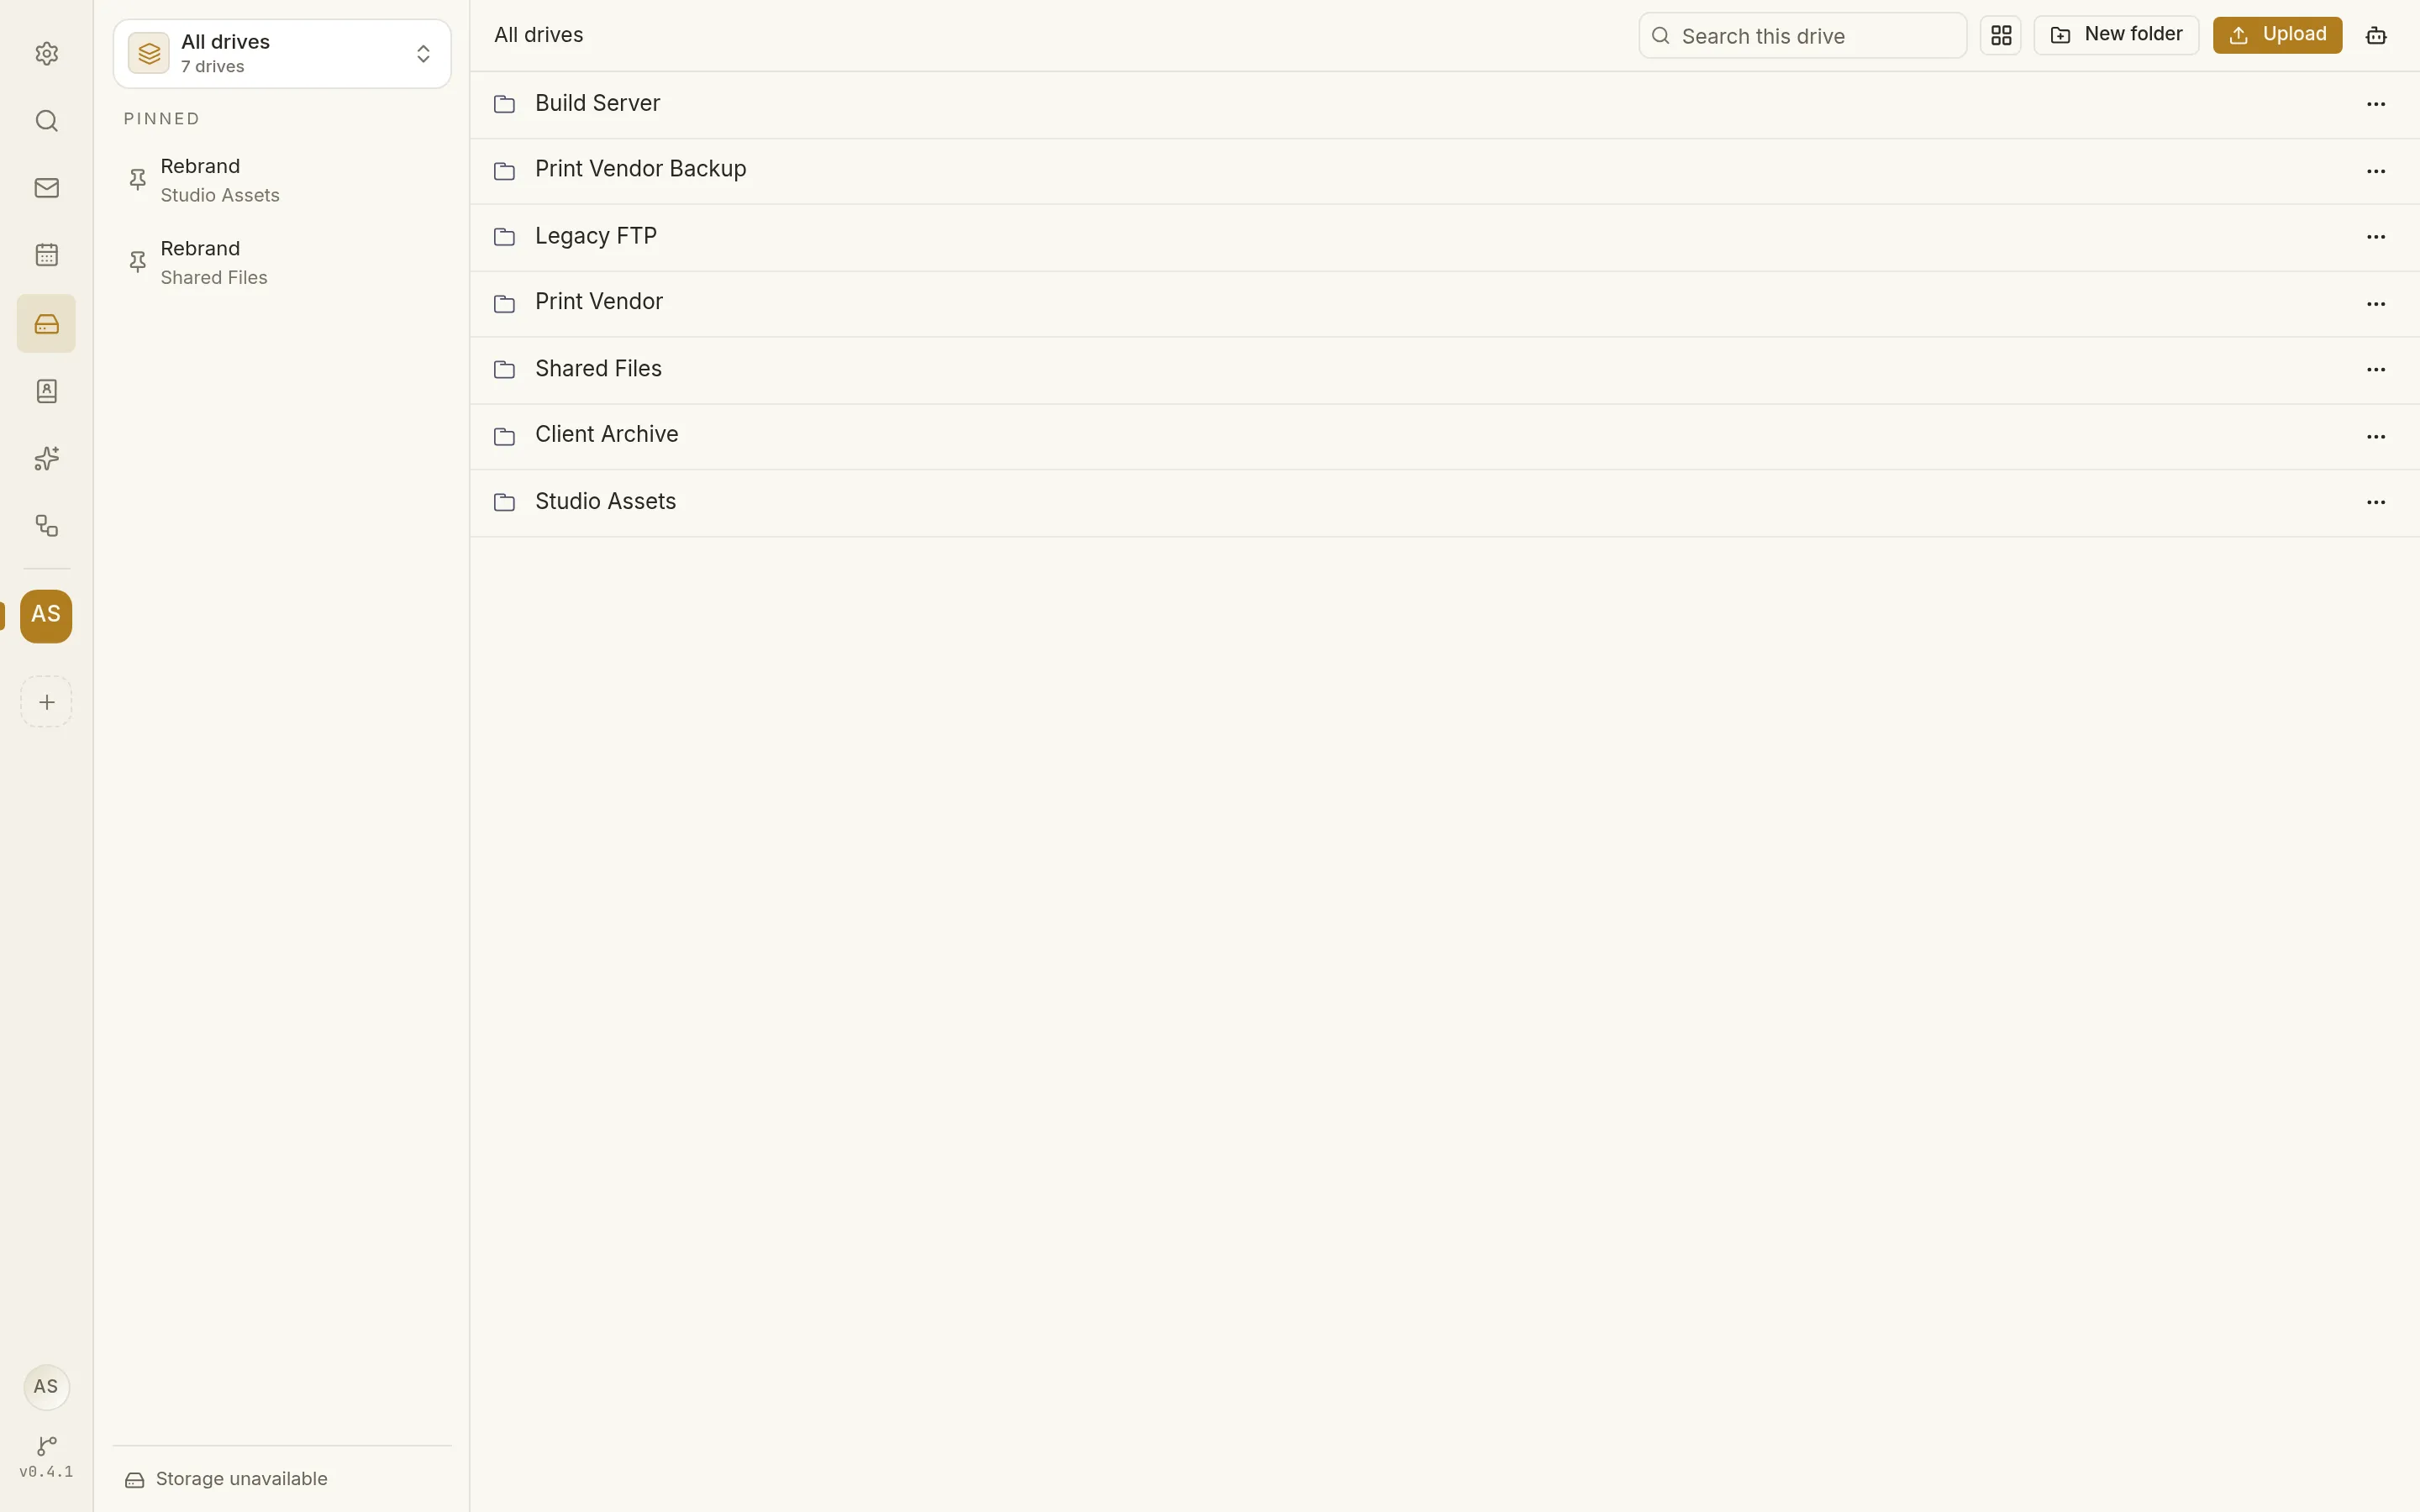 All drives
7 drives
PINNED
Rebrand
Studio Assets
Rebrand
Shared Files
AS
AS
v0.4.1
Storage unavailable
All drives
Search this drive
New folder
Upload
Build Server
Print Vendor Backup
Legacy FTP
Print Vendor
Shared Files
Client Archive
Studio Assets